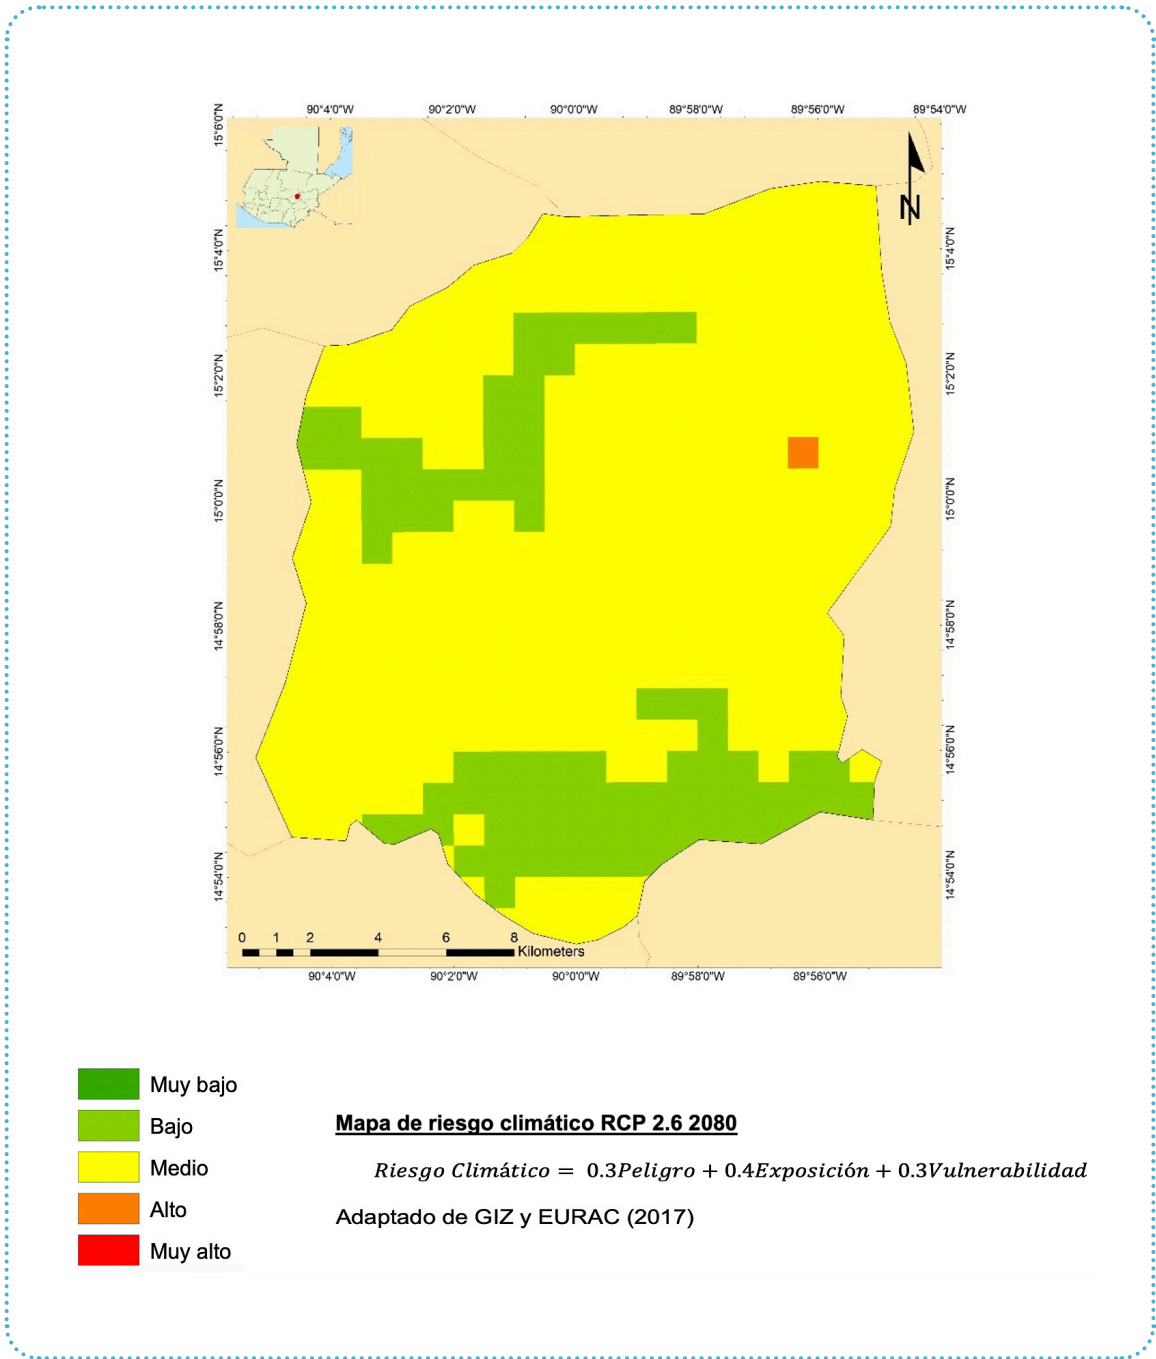 90°4'0"W 90°2'0"W 90°0'0"W 89°58'0"W 89°56'0"W 89°54'0"W
15°6'0"N
15°4'0"N
15°2'0"N
15°0'0"N
14°58'0"N
14°56'0"N
14°54'0"N
N
15°4'0"N
15°2'0"N
15°0'0"N
14°58'0"N
14°56'0"N
14°54'0"N
0 1 2 4 6 8
Kilometers
90°4'0"W 90°2'0"W 90°0'0"W 89°58'0"W 89°56'0"W
Muy bajo
Bajo
Medio
Alto
Muy alto
Mapa de riesgo climático RCP 2.6 2080
Riesgo Climático = 0.3Peligro + 0.4Exposición + 0.3Vulnerabilidad
Adaptado de GIZ y EURAC (2017)